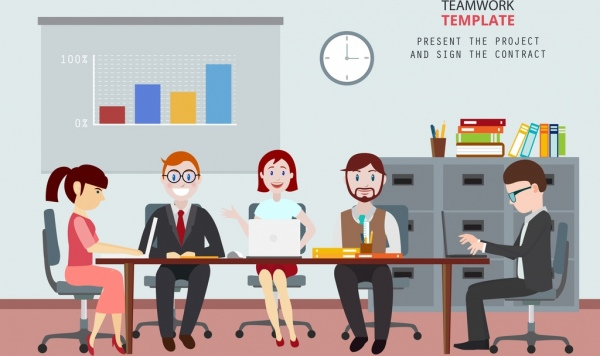 TEAMWORK
TEMPLATE
PRESENT THE PROJECT
AND SIGN THE CONTRACT
100%
0%